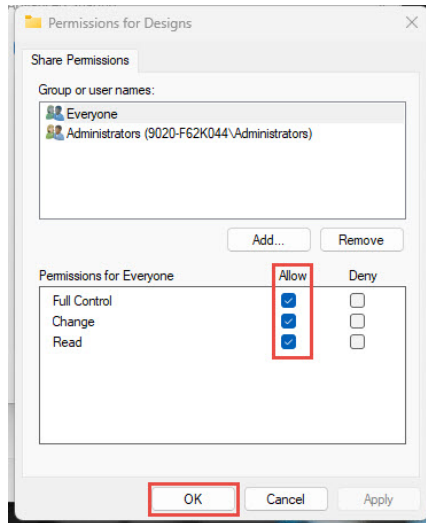 Permissions for Designs
Share Permissions
Group or user names:
Everyone
Administrators (9020-F62K044\Administrators)
Add...
Remove
Permissions for Everyone
Allow
Deny
Full Control
Change
Read
OK
Cancel
Apply